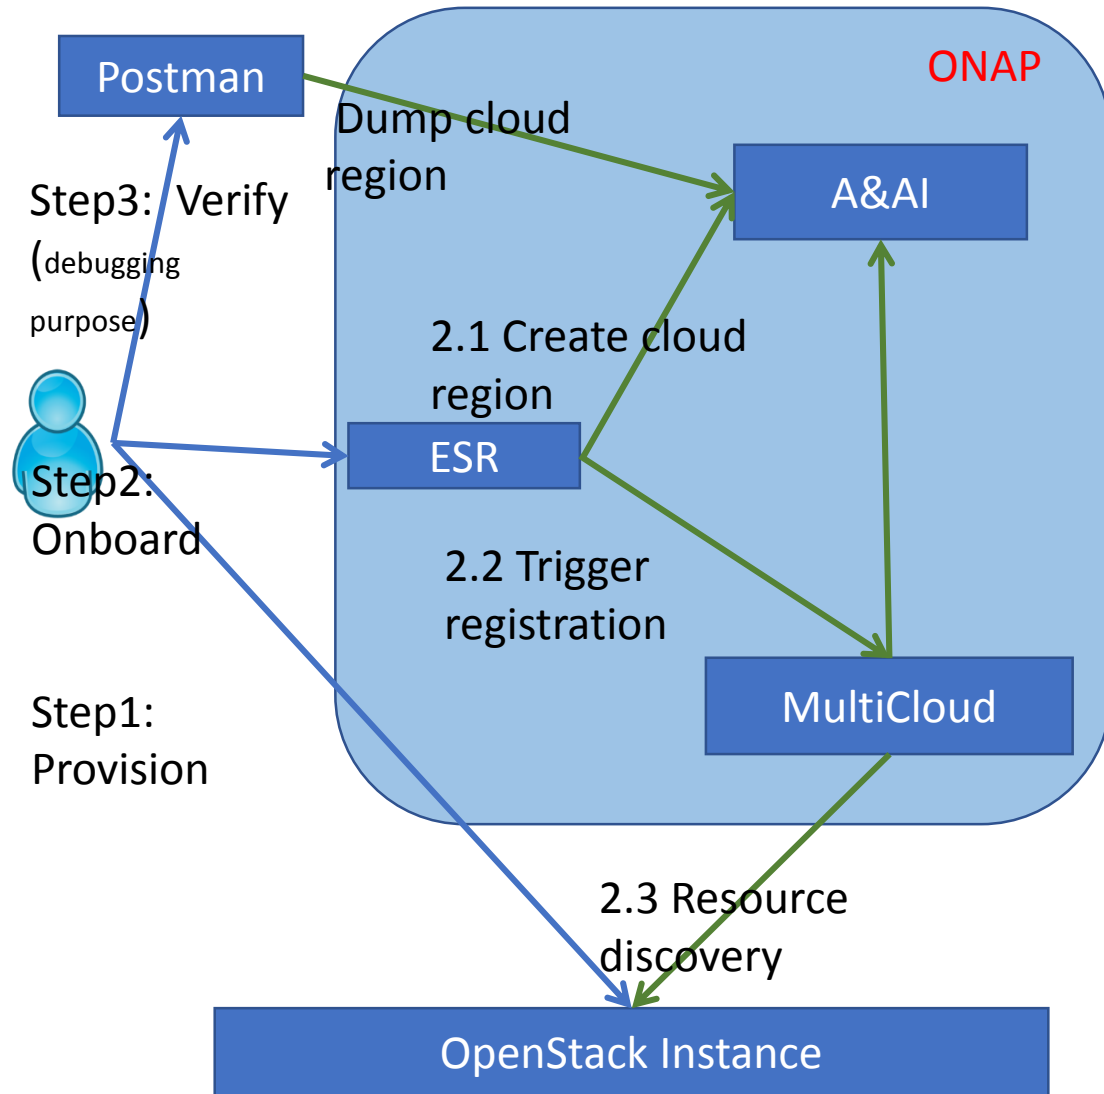 ONAP
Postman
Dump cloud
region
A&AI
Step3:  Verify
(debugging
purpose)
2.1 Create cloud
region
ESR
Step2:
Onboard
2.2 Trigger
registration
MultiCloud
Step1:
Provision
2.3 Resource
discovery
OpenStack Instance